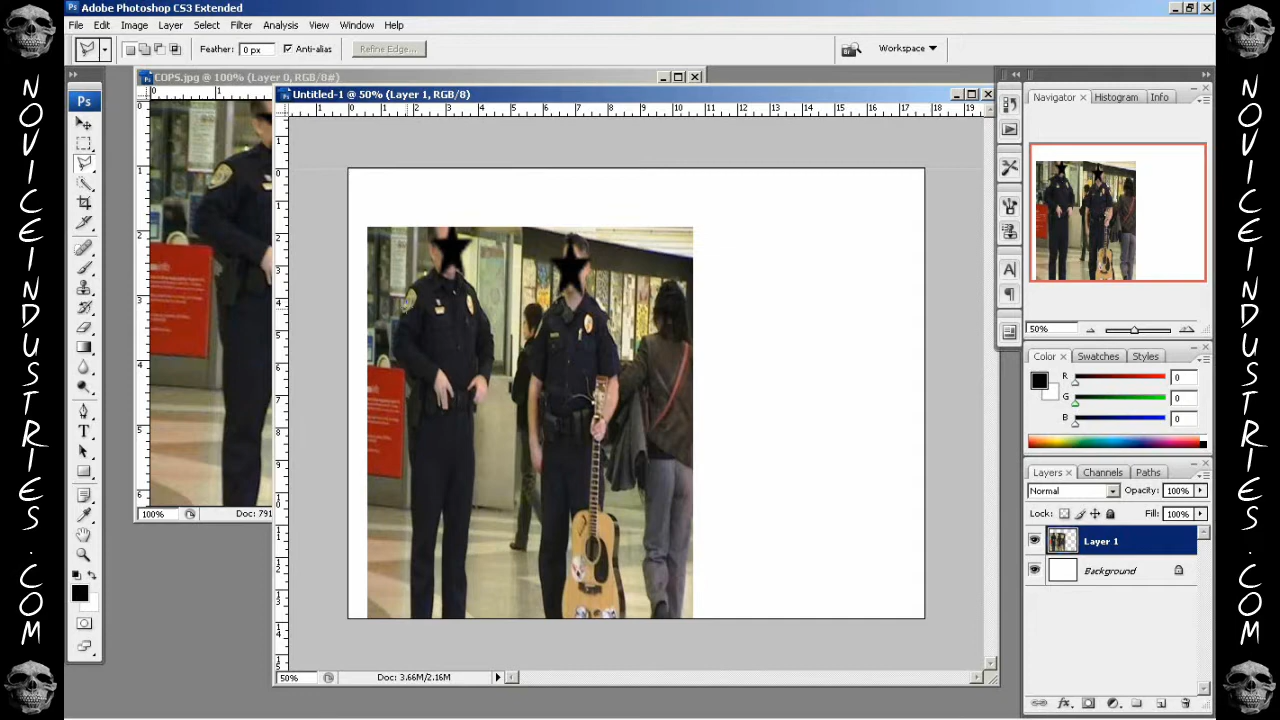 Adobe Photoshop CS3 Extended
File Edit Image Layer Select Filter Analysis View Window Help
Feather: 0 px Anti-alias Refine Edge... Workspace
COPS.jpg @ 100% (Layer 0, RGB/8#)
Untitled-1 @ 50% (Layer 1, RGB/8)
Ps
Navigator Histogram Info
50%
Color Swatches Styles
R 0
G 0
B 0
Layers Channels Paths
Normal Opacity: 100%
Lock: Fill: 100%
Layer 1
Background
100% Doc: 791
50% Doc: 3.66M/2.16M
NOVICEINDUSTRIES.COM
NOVICEINDUSTRIES.COM